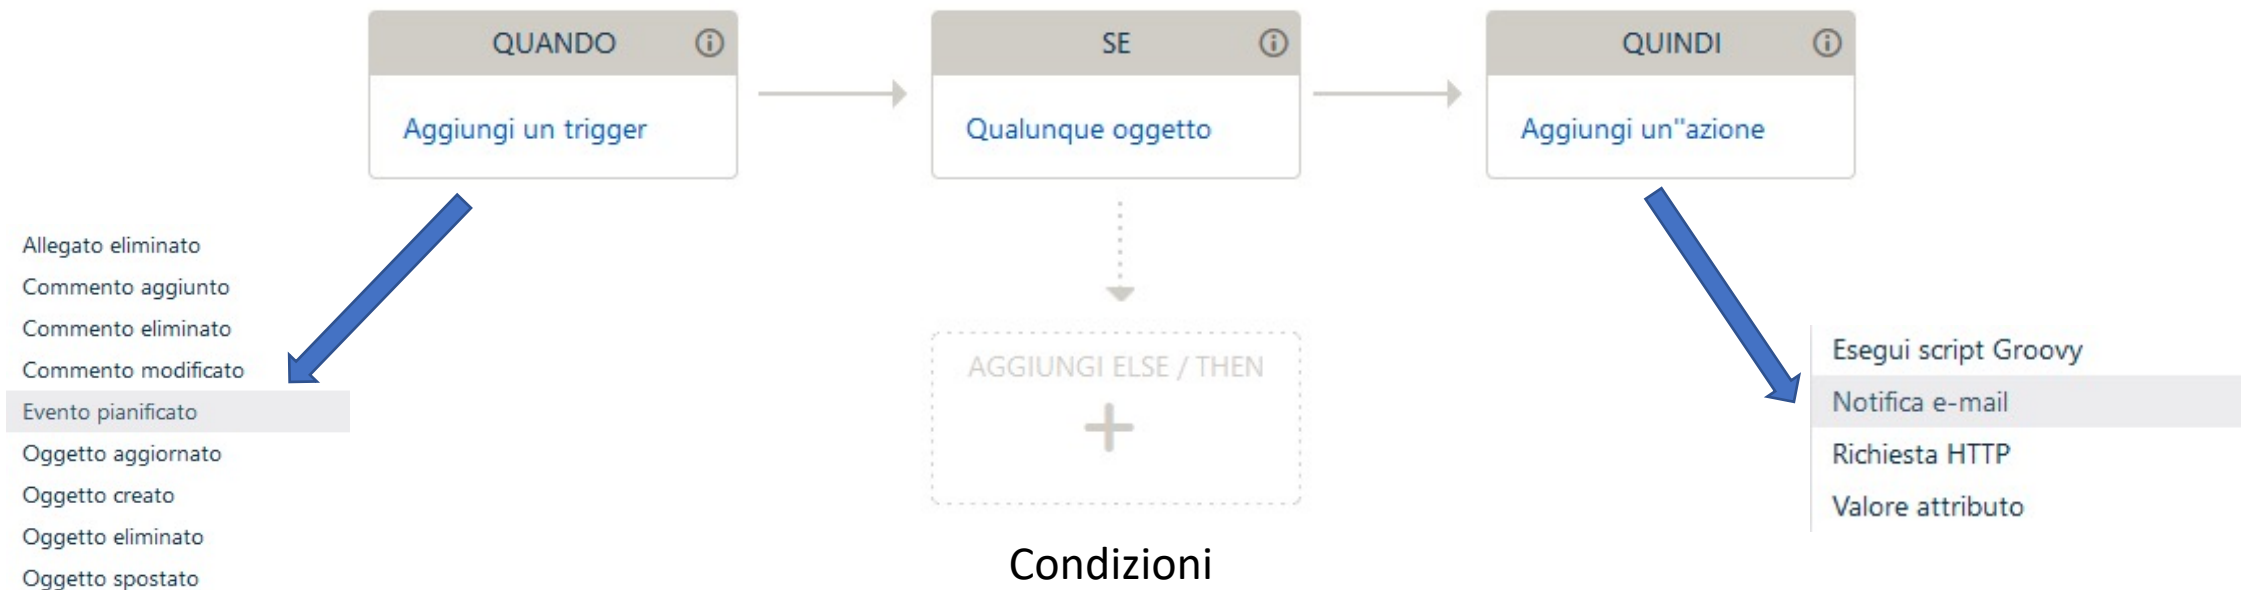 QUANDO
SE
QUINDI
Aggiungi un trigger
Qualunque oggetto
Aggiungi un"azione
Allegato eliminato
Commento aggiunto
Commento eliminato
Commento modificato
Evento pianificato
Oggetto aggiornato
Oggetto creato
Oggetto eliminato
Oggetto spostato
AGGIUNGI ELSE / THEN
Condizioni
Esegui script Groovy
Notifica e-mail
Richiesta HTTP
Valore attributo